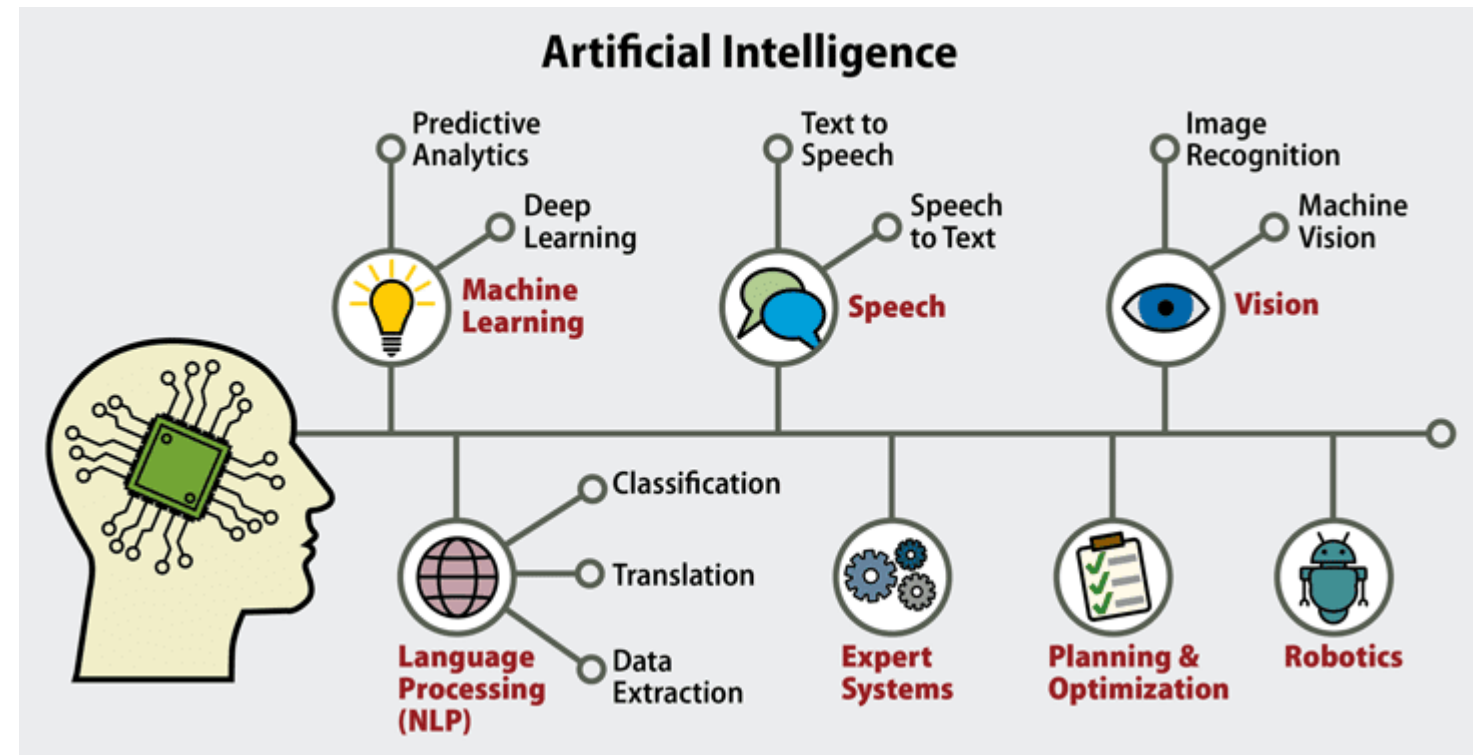 Artificial Intelligence
Predictive
Analytics
Deep
Learning
Machine
Learning
Text to
Speech
Speech
to Text
Speech
Image
Recognition
Machine
Vision
Vision
Classification
Translation
Data
Extraction
Language
Processing
(NLP)
Expert
Systems
Planning &
Optimization
Robotics